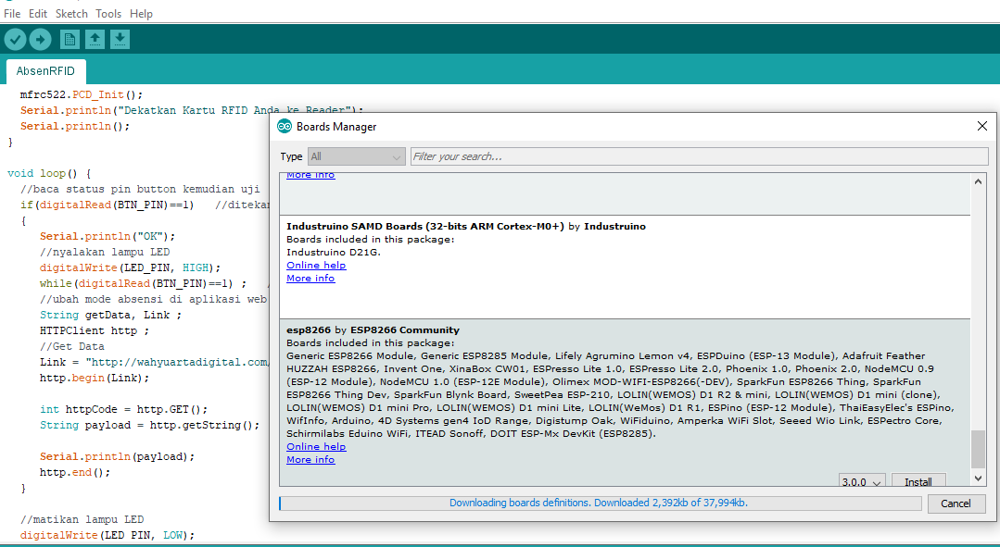 File Edit Sketch Tools Help
AbsenRFID
mfrc522.PCD_Init();
Serial.println("Dekatkan Kartu RFID Anda ke Reader");
Serial.println();
}
void loop() {
//baca status pin button kemudian uji
if(digitalRead(BTN_PIN)==1) //ditekan
{
Serial.println("OK");
//nyalakan lampu LED
digitalWrite(LED_PIN, HIGH);
while(digitalRead(BTN_PIN)==1) ; /
//ubah mode absensi di aplikasi web
String getData, Link ;
HTTPClient http ;
//Get Data
Link = "http://wahyuartadigital.com/
http.begin(Link);
int httpCode = http.GET();
String payload = http.getString();
Serial.println(payload);
http.end();
}
//matikan lampu LED
digitalWrite(LED_PIN, LOW);
Boards Manager
Type All Filter your search...
More info
Industruino SAMD Boards (32-bits ARM Cortex-M0+) by Industruino
Boards included in this package:
Industruino D21G.
Online help
More info
esp8266 by ESP8266 Community
Boards included in this package:
Generic ESP8266 Module, Generic ESP8285 Module, Lifely Agrumino Lemon v4, ESPDuino (ESP-13 Module), Adafruit Feather
HUZZAH ESP8266, Invent One, XinaBox CW01, ESPresso Lite 1.0, ESPresso Lite 2.0, Phoenix 1.0, Phoenix 2.0, NodeMCU 0.9
(ESP-12 Module), NodeMCU 1.0 (ESP-12E Module), Olimex MOD-WIFI-ESP8266(-DEV), SparkFun ESP8266 Thing, SparkFun
ESP8266 Thing Dev, SparkFun Blynk Board, SweetPea ESP-210, LOLIN(WEMOS) D1 R2 & mini, LOLIN(WEMOS) D1 mini (clone),
LOLIN(WEMOS) D1 mini Pro, LOLIN(WEMOS) D1 mini Lite, LOLIN(WeMos) D1 R1, ESPino (ESP-12 Module), ThaiEasyElec's ESPino,
WifInfo, Arduino, 4D Systems gen4 IoD Range, Digistump Oak, WiFiduino, Amperka WiFi Slot, Seeed Wio Link, ESPectro Core,
Schirmilabs Eduino WiFi, ITEAD Sonoff, DOIT ESP-Mx DevKit (ESP8285).
Online help
More info
3.0.0 Install
Downloading boards definitions. Downloaded 2,392kb of 37,994kb.
Cancel